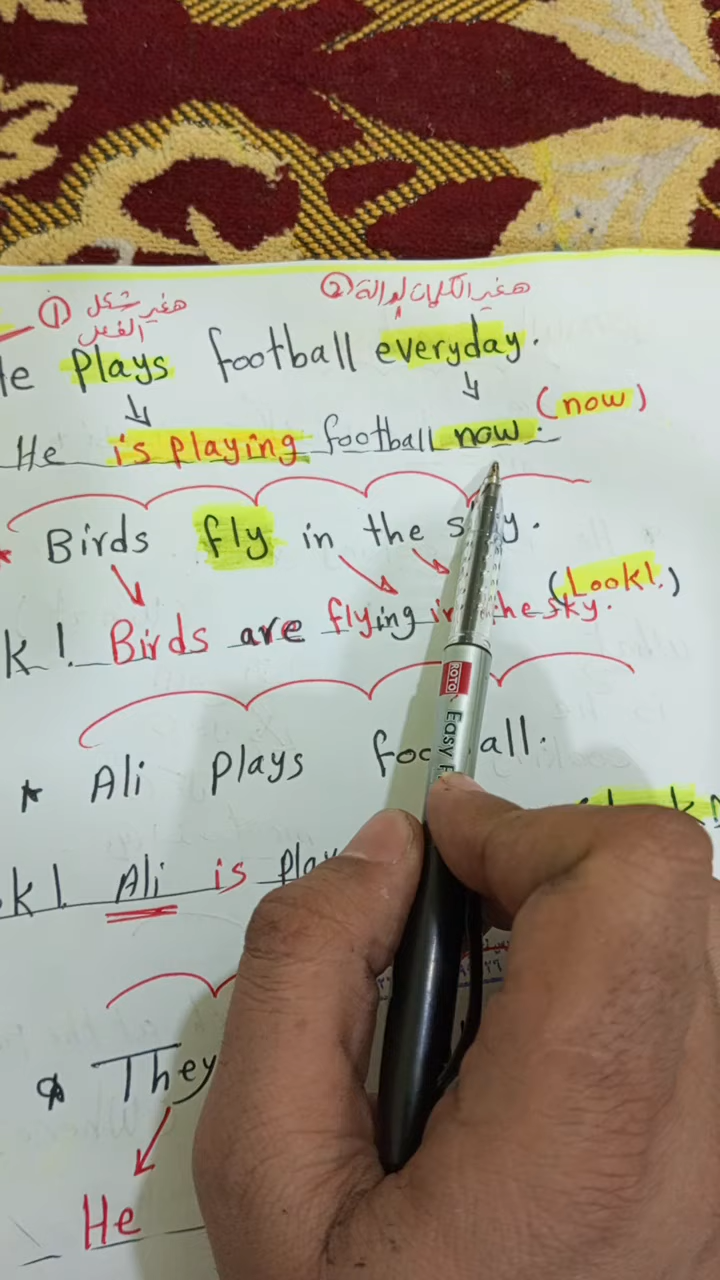 ① هغير شكل الفعل
② هغير الكلمات الدالة
He Plays football everyday.
He is playing football now. (now)
Birds fly in the sky.
(Look!)
k! Birds are flying in the sky.
Ali Plays football.
ok! Ali is play
They
He
ROTO
Easy